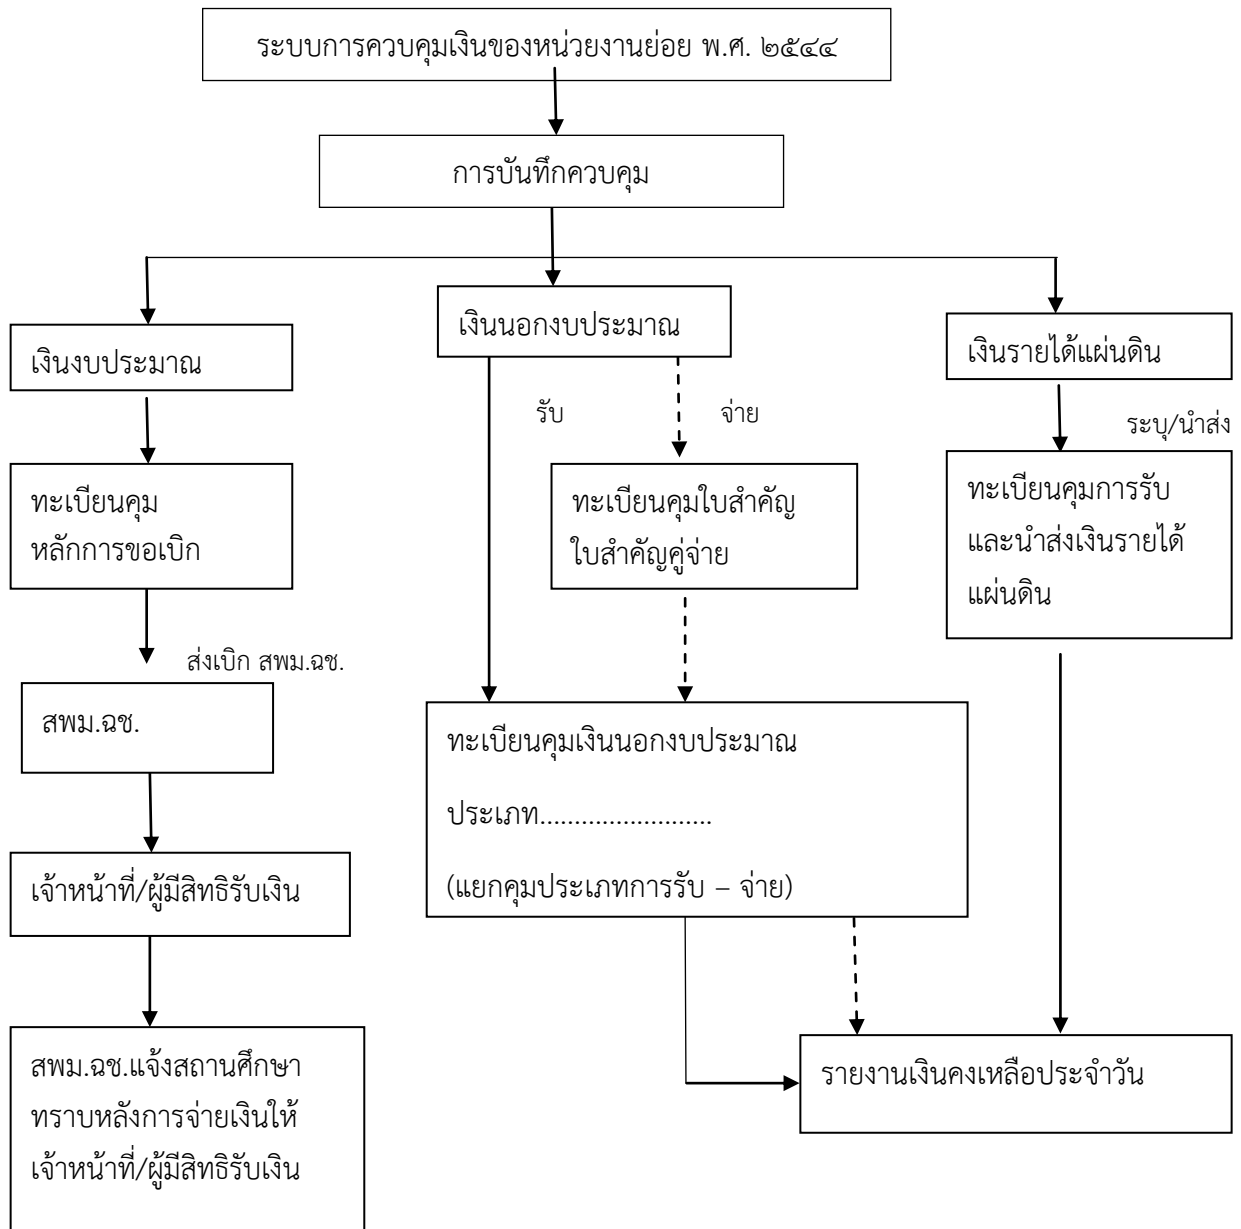 ระบบการควบคุมเงินของหน่วยงานย่อย พ.ศ. ๒๕๔๔
การบันทึกควบคุม
เงินงบประมาณ
เงินนอกงบประมาณ
เงินรายได้แผ่นดิน
รับ
จ่าย
ระบุ/นำส่ง
ทะเบียนคุม
หลักการขอเบิก
ทะเบียนคุมใบสำคัญ
ใบสำคัญคู่จ่าย
ทะเบียนคุมการรับ
และนำส่งเงินรายได้
แผ่นดิน
ส่งเบิก สพม.ฉช.
สพม.ฉช.
ทะเบียนคุมเงินนอกงบประมาณ
ประเภท.........................
(แยกคุมประเภทการรับ – จ่าย)
เจ้าหน้าที่/ผู้มีสิทธิรับเงิน
สพม.ฉช.แจ้งสถานศึกษา
ทราบหลังการจ่ายเงินให้
เจ้าหน้าที่/ผู้มีสิทธิรับเงิน
รายงานเงินคงเหลือประจำวัน